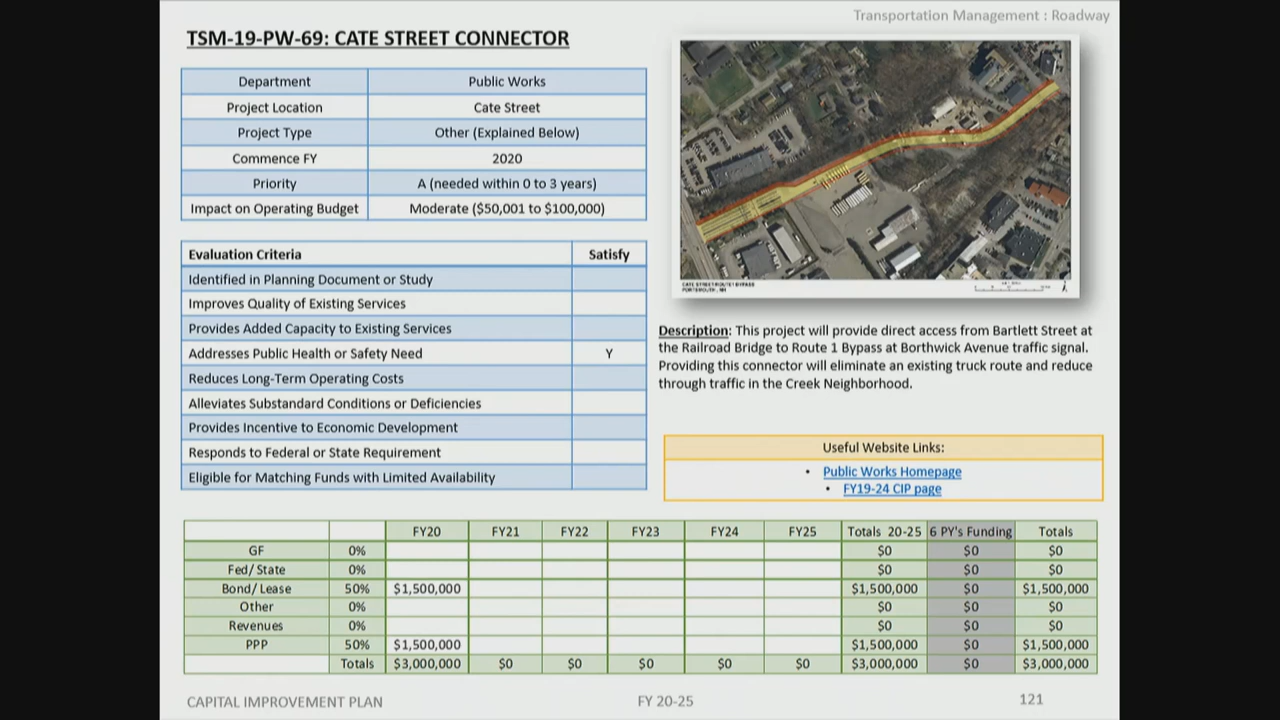 Transportation Management : Roadway
TSM-19-PW-69: CATE STREET CONNECTOR
Department Public Works
Project Location Cate Street
Project Type Other (Explained Below)
Commence FY 2020
Priority A (needed within 0 to 3 years)
Impact on Operating Budget Moderate ($50,001 to $100,000)
Evaluation Criteria Satisfy
Identified in Planning Document or Study
Improves Quality of Existing Services
Provides Added Capacity to Existing Services
Addresses Public Health or Safety Need Y
Reduces Long-Term Operating Costs
Alleviates Substandard Conditions or Deficiencies
Provides Incentive to Economic Development
Responds to Federal or State Requirement
Eligible for Matching Funds with Limited Availability
CATE STREET/ROUTE1 BYPASS
PORTSMOUTH, NH
Description: This project will provide direct access from Bartlett Street at
the Railroad Bridge to Route 1 Bypass at Borthwick Avenue traffic signal.
Providing this connector will eliminate an existing truck route and reduce
through traffic in the Creek Neighborhood.
Useful Website Links:
• Public Works Homepage
• FY19-24 CIP page
FY20 FY21 FY22 FY23 FY24 FY25 Totals 20-25 6 PY's Funding Totals
GF 0% $0 $0 $0
Fed/ State 0% $0 $0 $0
Bond/ Lease 50% $1,500,000 $1,500,000 $0 $1,500,000
Other 0% $0 $0 $0
Revenues 0% $0 $0 $0
PPP 50% $1,500,000 $1,500,000 $0 $1,500,000
Totals $3,000,000 $0 $0 $0 $0 $0 $3,000,000 $0 $3,000,000
CAPITAL IMPROVEMENT PLAN FY 20-25 121